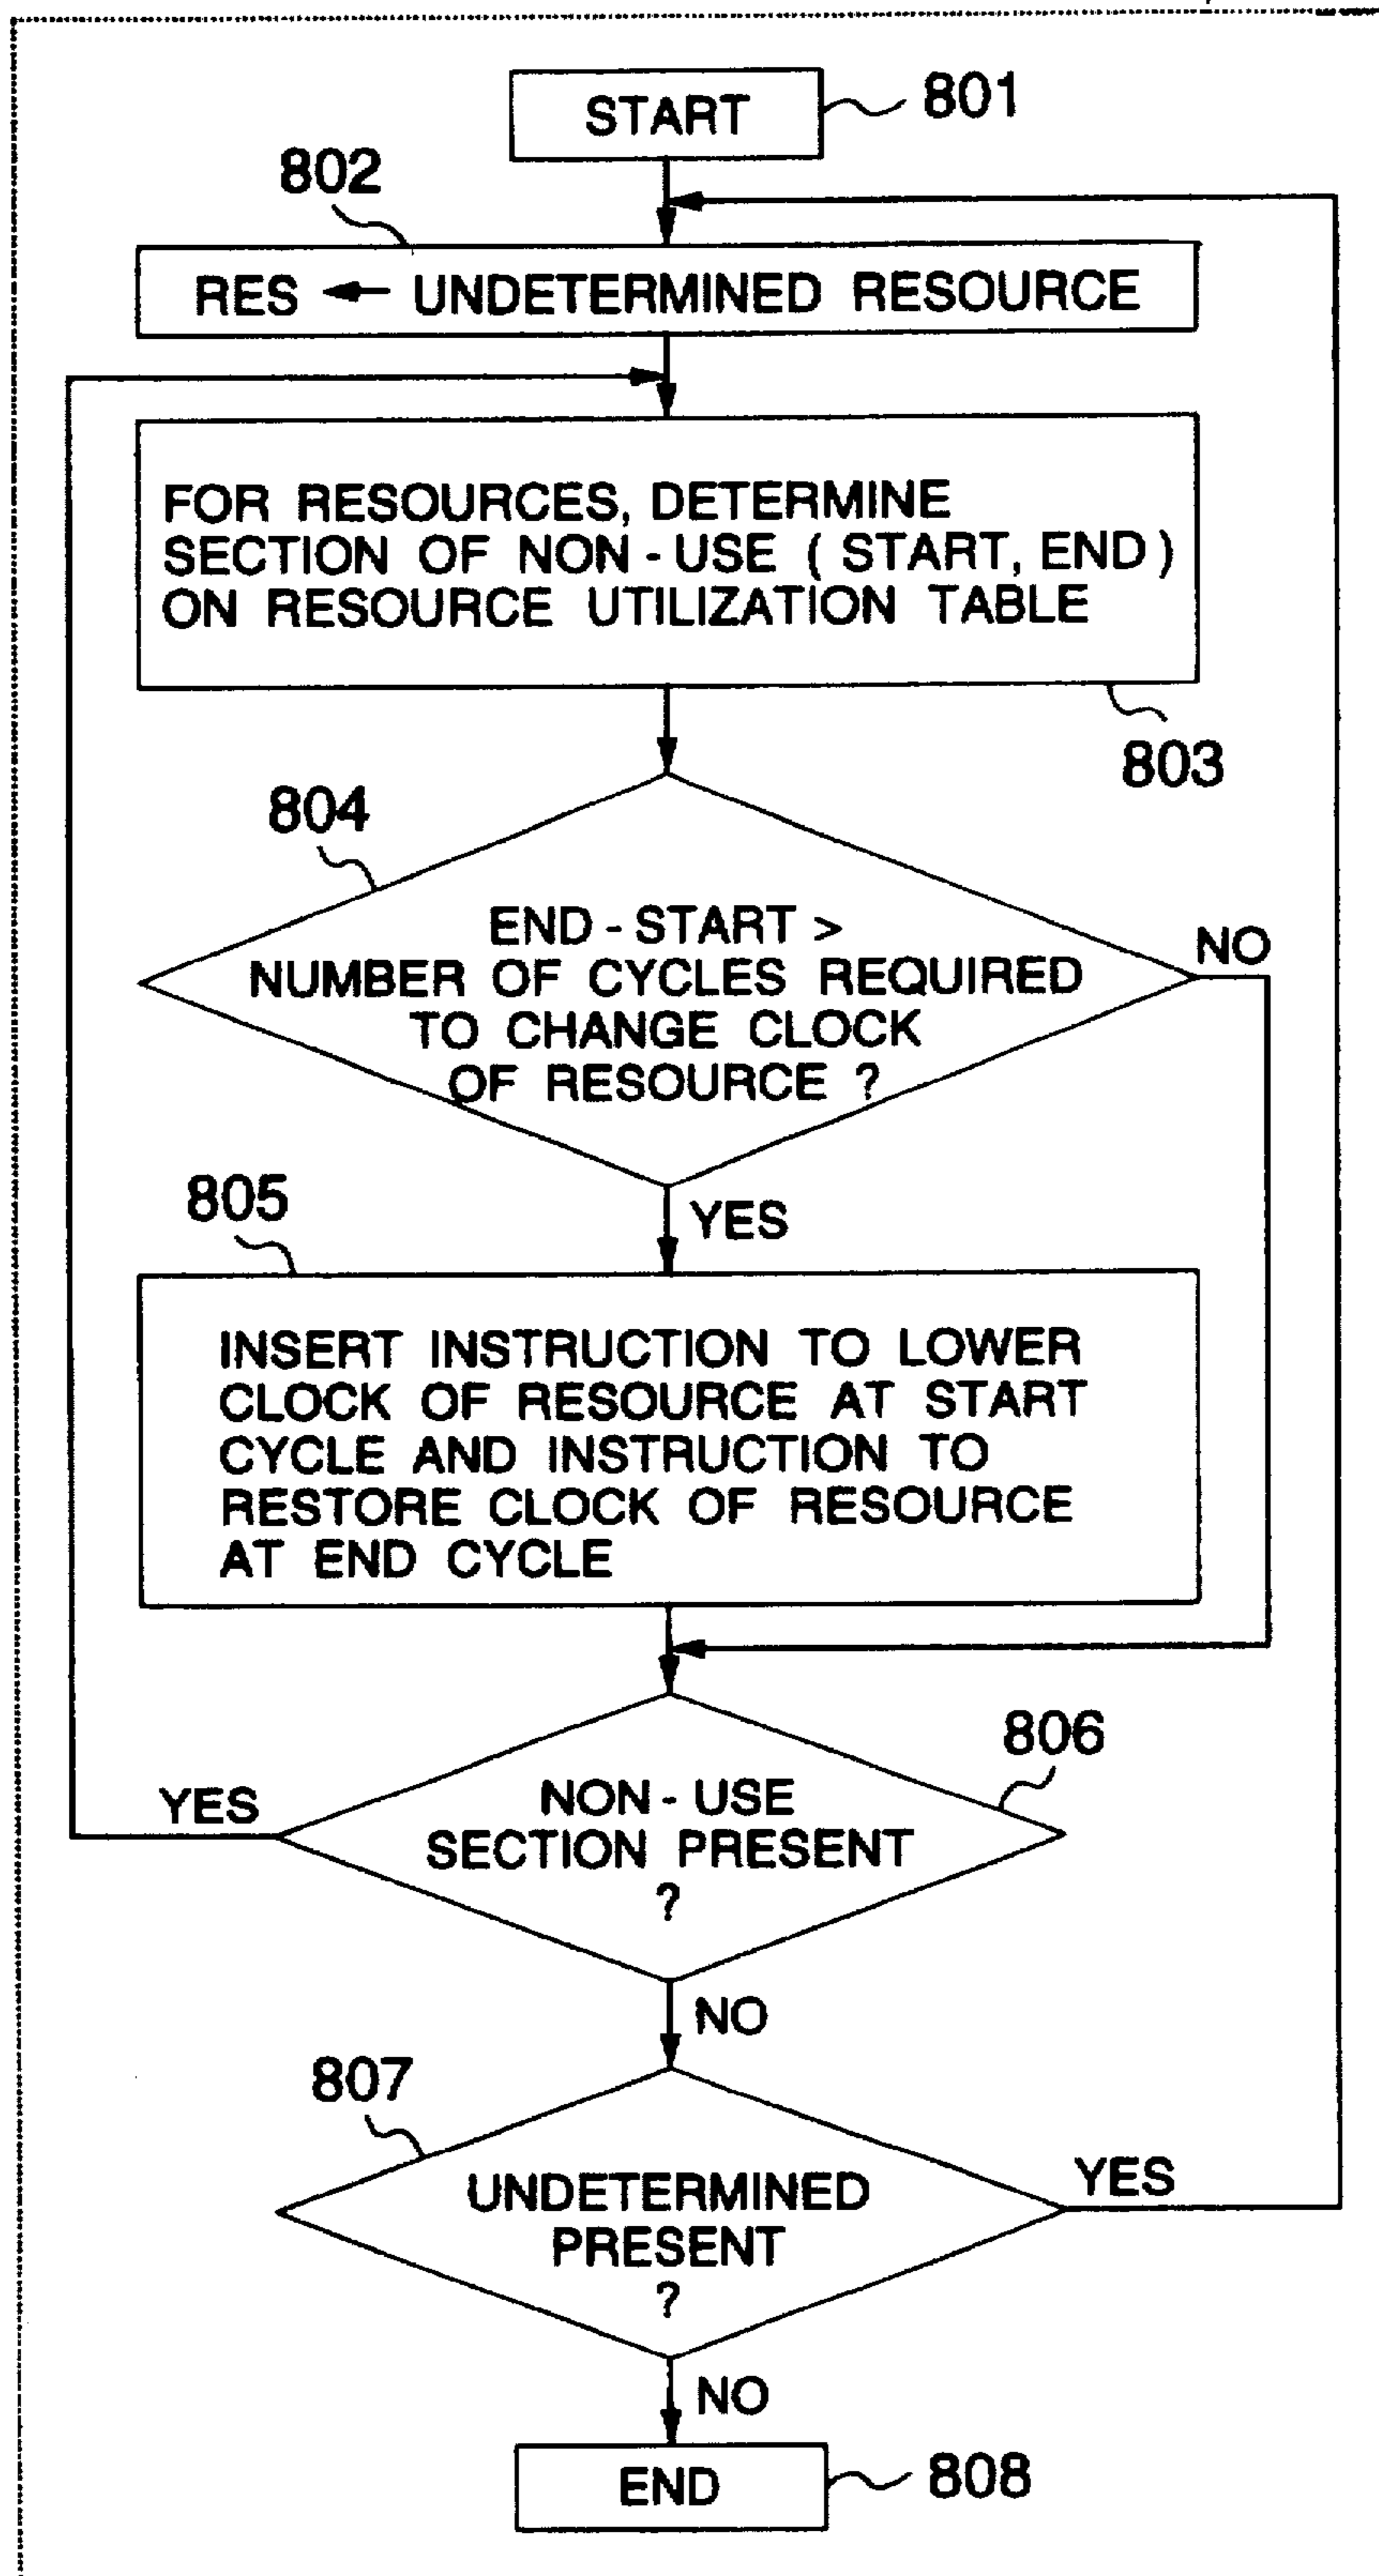 START
801
802
RES ← UNDETERMINED RESOURCE
FOR RESOURCES, DETERMINE
SECTION OF NON-USE (START, END)
ON RESOURCE UTILIZATION TABLE
803
804
END-START >
NUMBER OF CYCLES REQUIRED
TO CHANGE CLOCK
OF RESOURCE ?
NO
YES
805
INSERT INSTRUCTION TO LOWER
CLOCK OF RESOURCE AT START
CYCLE AND INSTRUCTION TO
RESTORE CLOCK OF RESOURCE
AT END CYCLE
806
NON-USE
SECTION PRESENT
?
YES
NO
807
UNDETERMINED
PRESENT
?
YES
NO
END
808